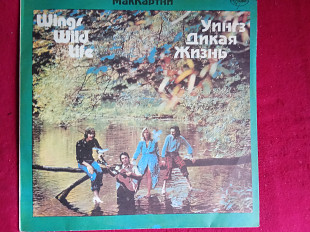 Маккартни
Wings
Wild
Life
Уингз
Дикая
Жизнь